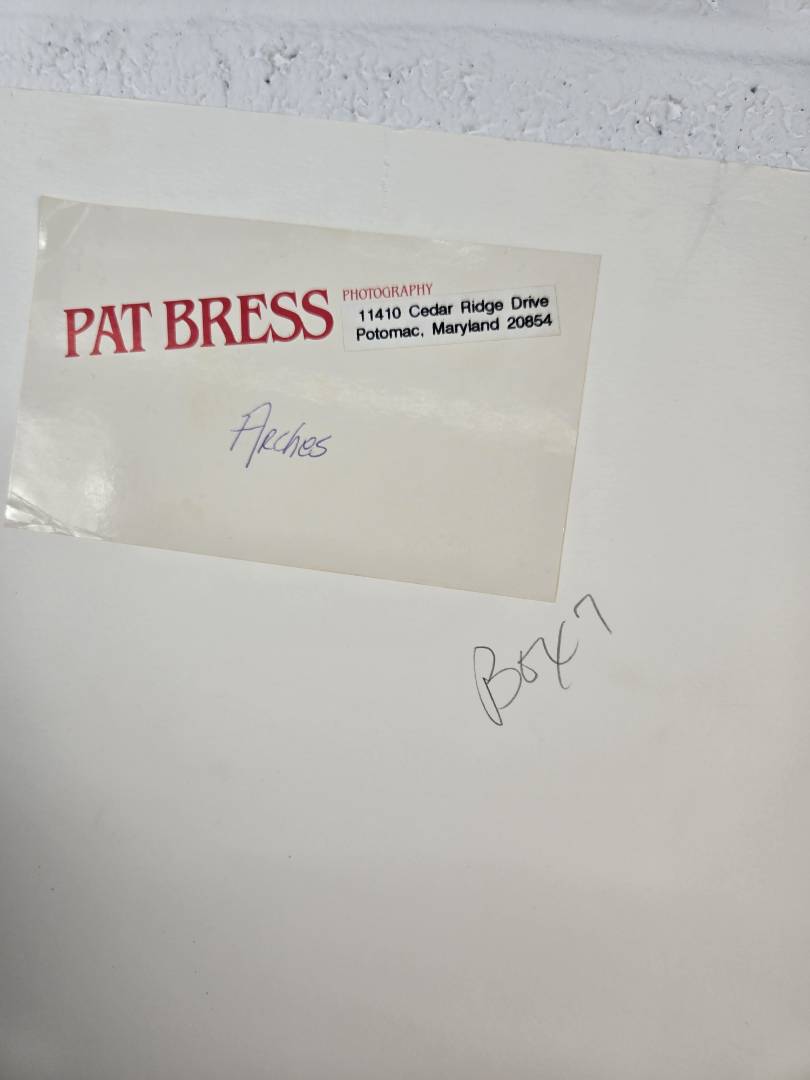 PAT BRESS PHOTOGRAPHY
11410 Cedar Ridge Drive
Potomac, Maryland 20854
Arches
Box 7